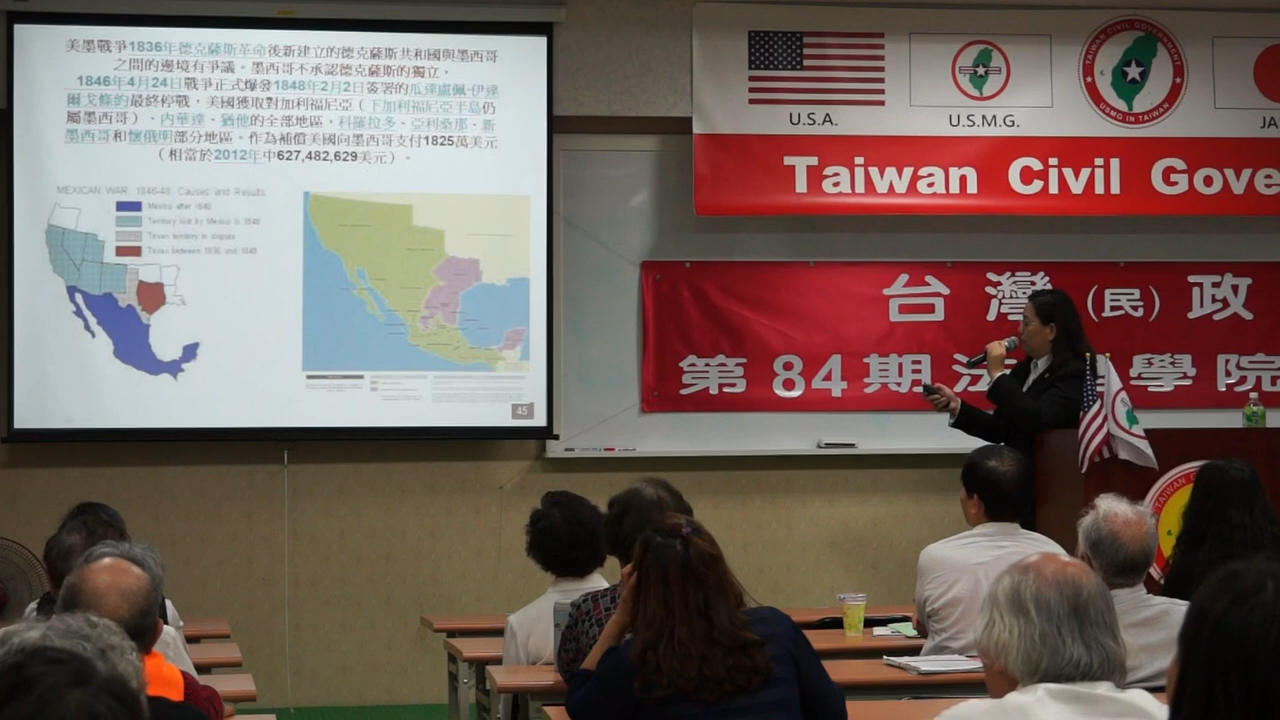 美墨戰爭1836年德克薩斯革命後新建立的德克薩斯共和國與墨西哥
之間的邊境有爭議。墨西哥不承認德克薩斯的獨立，
1846年4月24日戰爭正式爆發1848年2月2日簽署的瓜達盧佩-伊達
爾戈條約最終停戰，美國獲取對加利福尼亞（下加利福尼亞半島仍
屬墨西哥）、內華達、猶他的全部地區，科羅拉多、亞利桑那、新
墨西哥和懷俄明部分地區。作為補償美國向墨西哥支付1825萬美元
（相當於2012年中627,482,629美元）。
MEXICAN WAR, 1846-48: Causes and Results
Mexico after 1848
Territory lost by Mexico in 1848
Texan territory in dispute
Texas between 1836 and 1848
45
U.S.A.
U.S.M.G.
TAIWAN CIVIL GOVERNMENT
USMG IN TAIWAN
JA
Taiwan Civil Gove
台灣(民)政
第84期法 學院
TAIWAN C